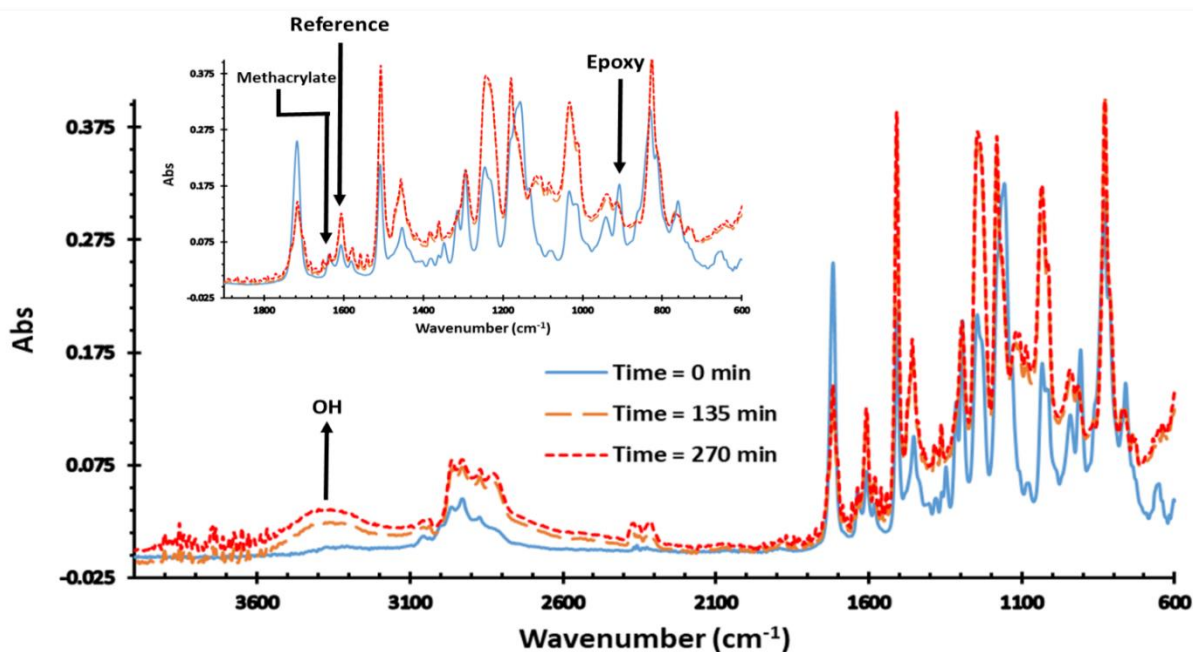 Reference
Methacrylate
Epoxy
0.375
0.275
0.175
0.075
-0.025
Abs
1800 1600 1400 1200 1000 800 600
Wavenumber (cm⁻¹)
Time = 0 min
Time = 135 min
Time = 270 min
OH
0.375
0.275
0.175
0.075
-0.025
Abs
3600 3100 2600 2100 1600 1100 600
Wavenumber (cm⁻¹)